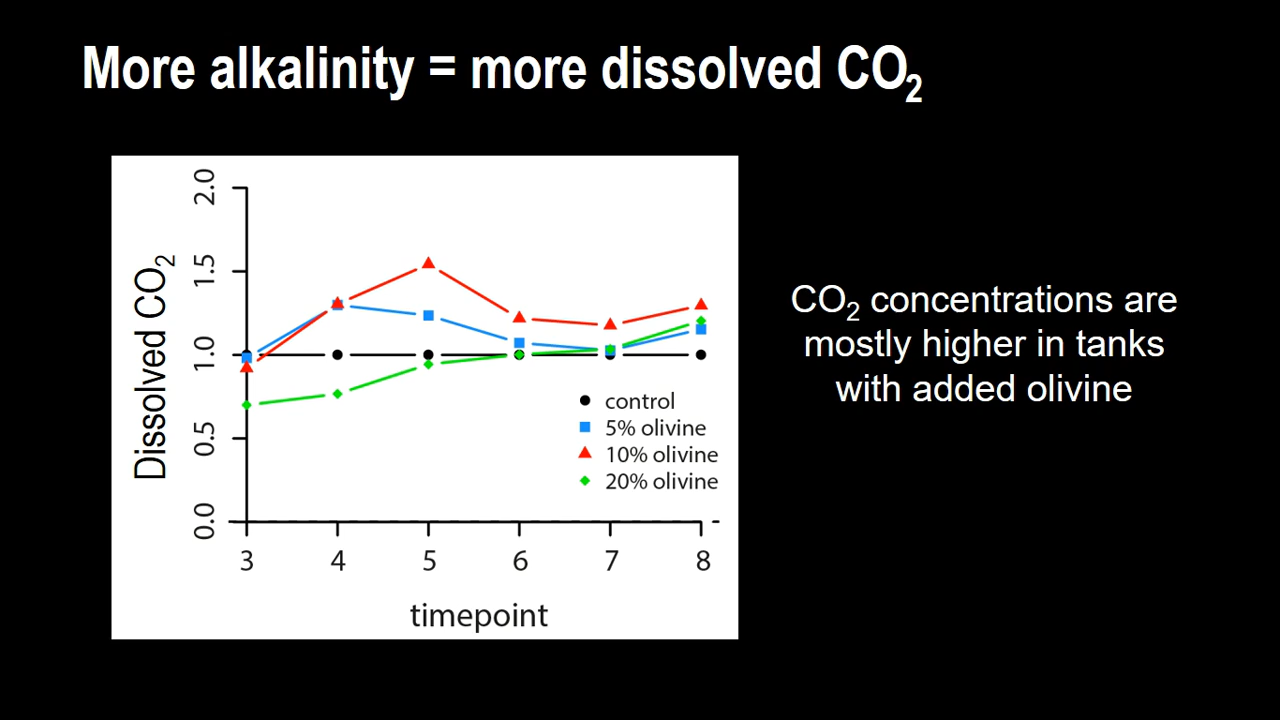 More alkalinity = more dissolved CO₂
2.0
1.5
1.0
0.5
0.0
Dissolved CO₂
control
5% olivine
10% olivine
20% olivine
3 4 5 6 7 8
timepoint
CO₂ concentrations are
mostly higher in tanks
with added olivine